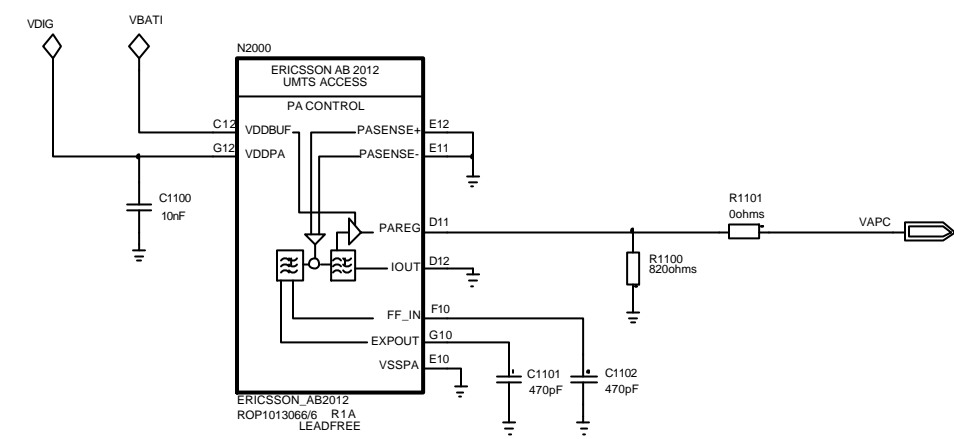 VDIG
VBATI
N2000
ERICSSON AB 2012
UMTS ACCESS
PA CONTROL
C12
VDDBUF
PASENSE+
E12
G12
VDDPA
PASENSE-
E11
C1100
10nF
R1101
0ohms
PAREG
D11
VAPC
R1100
820ohms
IOUT
D12
FF_IN
F10
EXPOUT
G10
VSSPA
E10
C1101
470pF
C1102
470pF
ERICSSON_AB2012
ROP1013066/6 R1A
LEADFREE